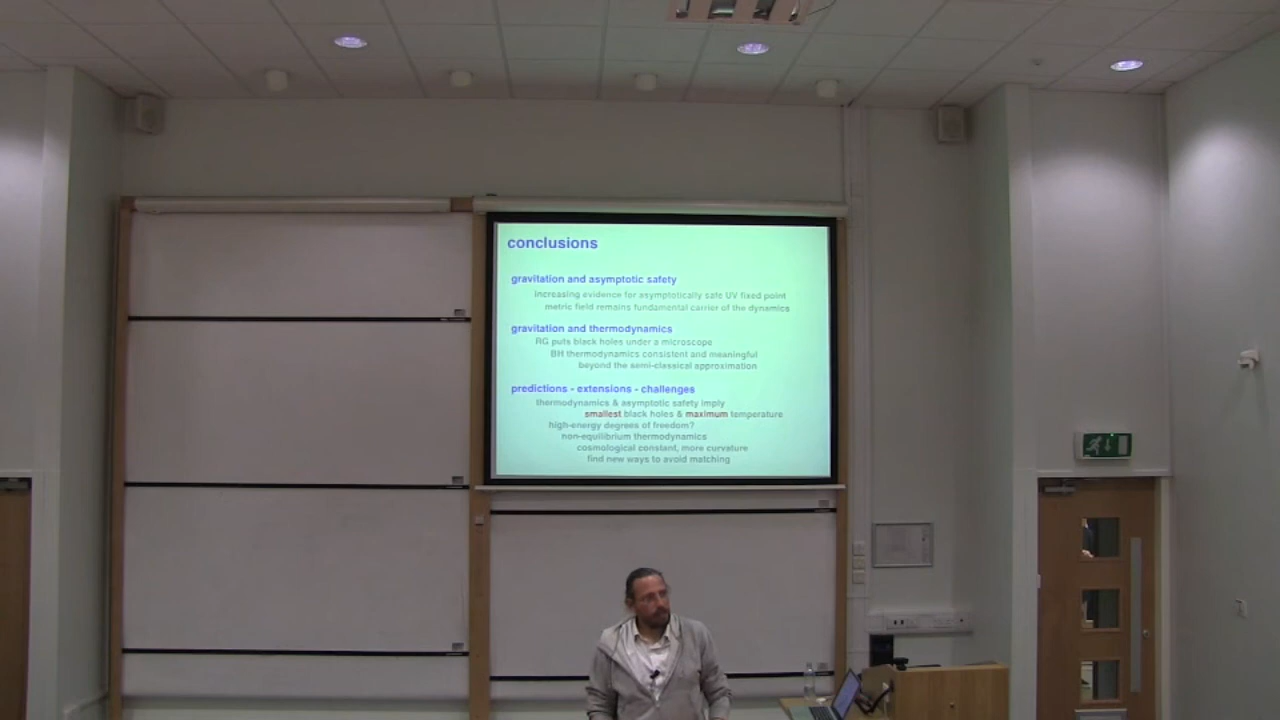 conclusions
gravitation and asymptotic safety
increasing evidence for asymptotically safe UV fixed point
metric field remains fundamental carrier of the dynamics
gravitation and thermodynamics
RG puts black holes under a microscope
BH thermodynamics consistent and meaningful
beyond the semi-classical approximation
predictions - extensions - challenges
thermodynamics & asymptotic safety imply
smallest black holes & maximum temperature
high-energy degrees of freedom?
non-equilibrium thermodynamics
cosmological constant, more curvature
find new ways to avoid matching